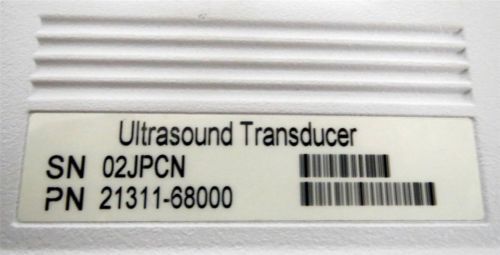 Ultrasound Transducer
SN 02JPCN
PN 21311-68000